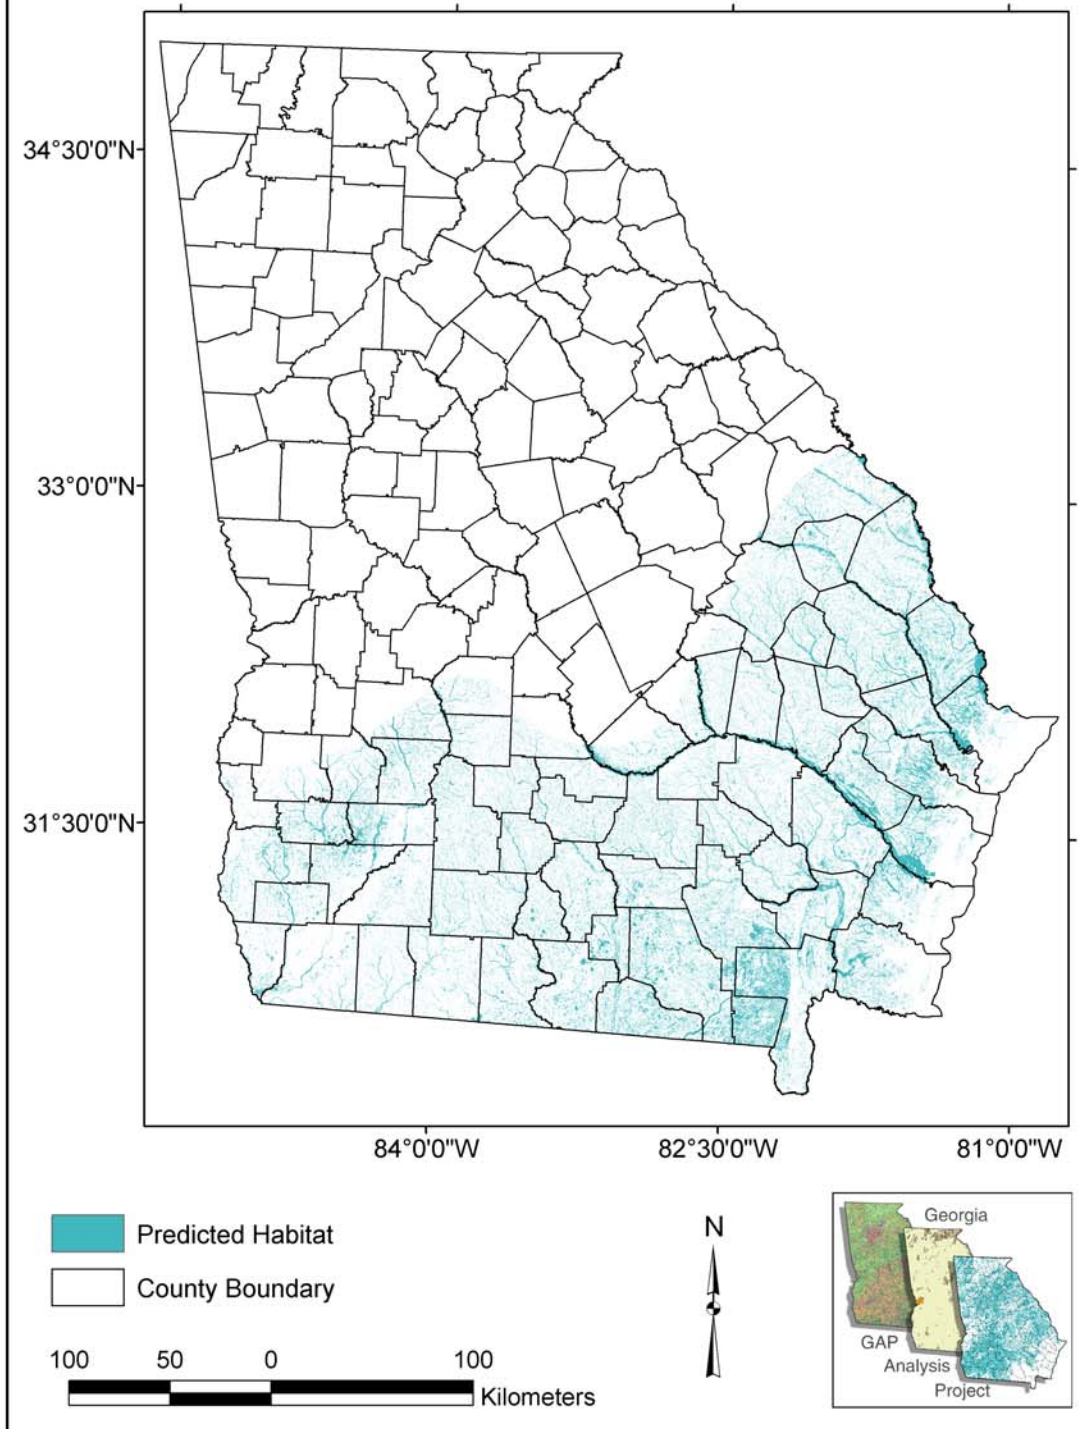 34°30'0"N
33°0'0"N
31°30'0"N
84°0'0"W 82°30'0"W 81°0'0"W
Predicted Habitat
County Boundary
100 50 0 100
Kilometers
N
Georgia
GAP
Analysis
Project